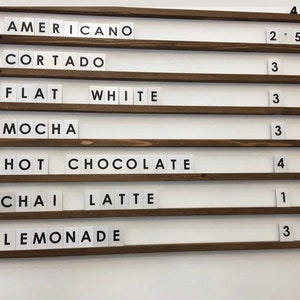 4
AMERICANO 2.5
CORTADO 3
FLAT WHITE 3
MOCHA 3
HOT CHOCOLATE 4
CHAI LATTE 1
LEMONADE 3